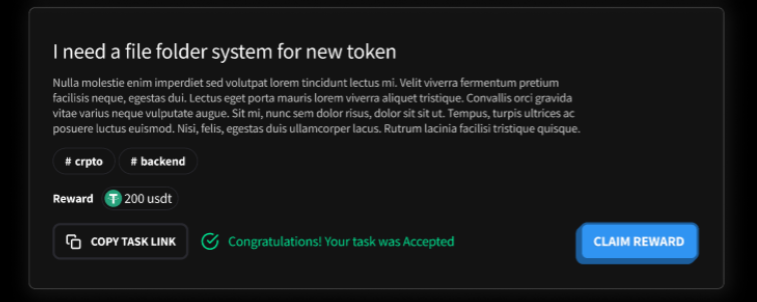 I need a file folder system for new token
Nulla molestie enim imperdiet sed volutpat lorem tincidunt lectus mi. Velit viverra fermentum pretium
facilisis neque, egestas dui. Lectus eget porta mauris lorem viverra aliquet tristique. Convallis orci gravida
vitae varius neque vulputate augue. Sit mi, nunc sem dolor risus, dolor sit sit ut. Tempus, turpis ultrices ac
posuere luctus euismod. Nisi, felis, egestas duis ullamcorper lacus. Rutrum lacinia facilisi tristique quisque.
# crpto # backend
Reward 200 usdt
COPY TASK LINK Congratulations! Your task was Accepted CLAIM REWARD